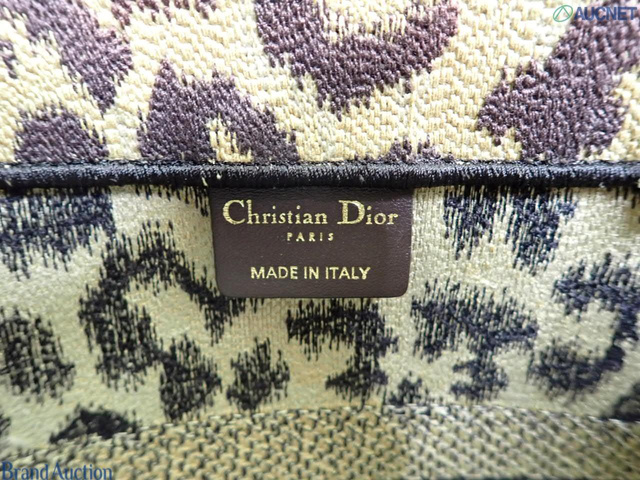 AUCNET
Christian Dior
PARIS
MADE IN ITALY
Brand Auction